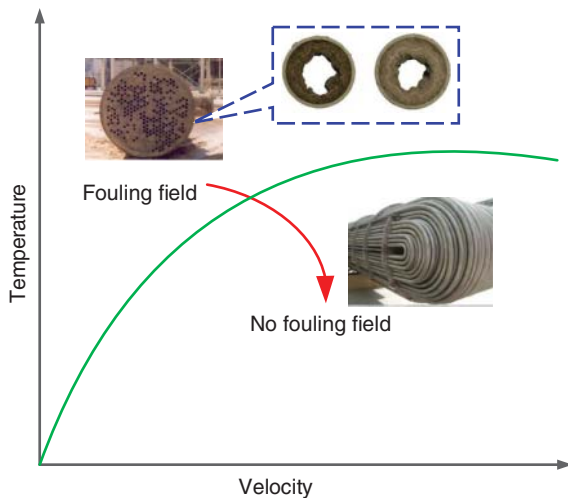 Fouling field
No fouling field
Temperature
Velocity